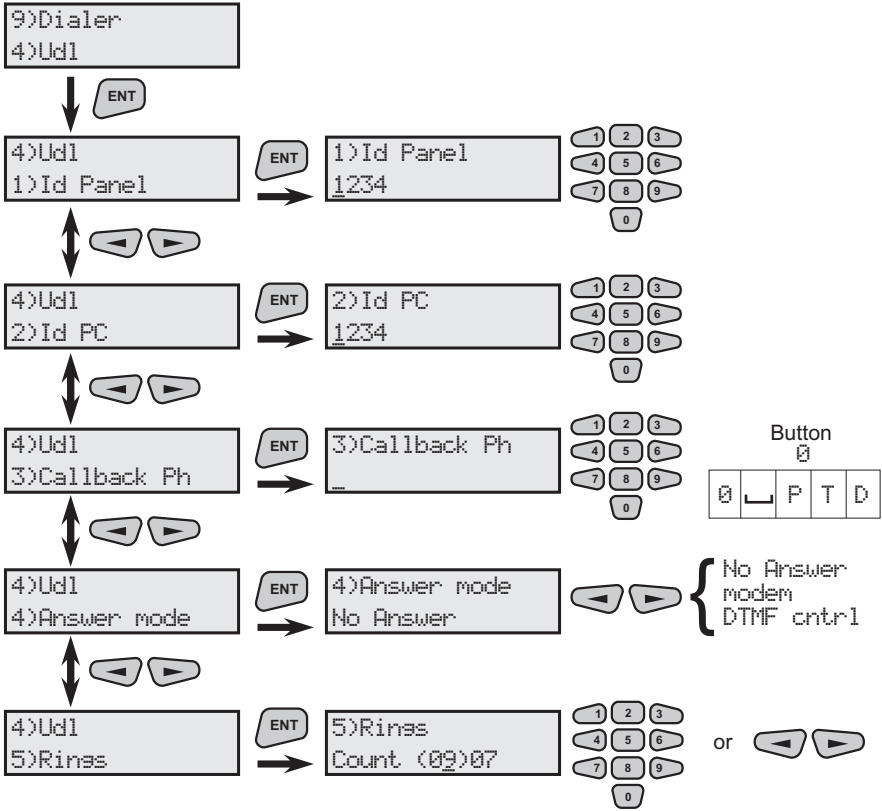 9)Dialer
4)Udl
ENT
4)Udl
1)Id Panel
ENT
1)Id Panel
1234
1 2 3
4 5 6
7 8 9
0
4)Udl
2)Id PC
ENT
2)Id PC
1234
1 2 3
4 5 6
7 8 9
0
4)Udl
3)Callback Ph
ENT
3)Callback Ph
_
1 2 3
4 5 6
7 8 9
0
Button
0
0 ⎵ P T D
4)Udl
4)Answer mode
ENT
4)Answer mode
No Answer
No Answer
modem
DTMF cntrl
4)Udl
5)Rings
ENT
5)Rings
Count (09)07
1 2 3
4 5 6
7 8 9
0
or